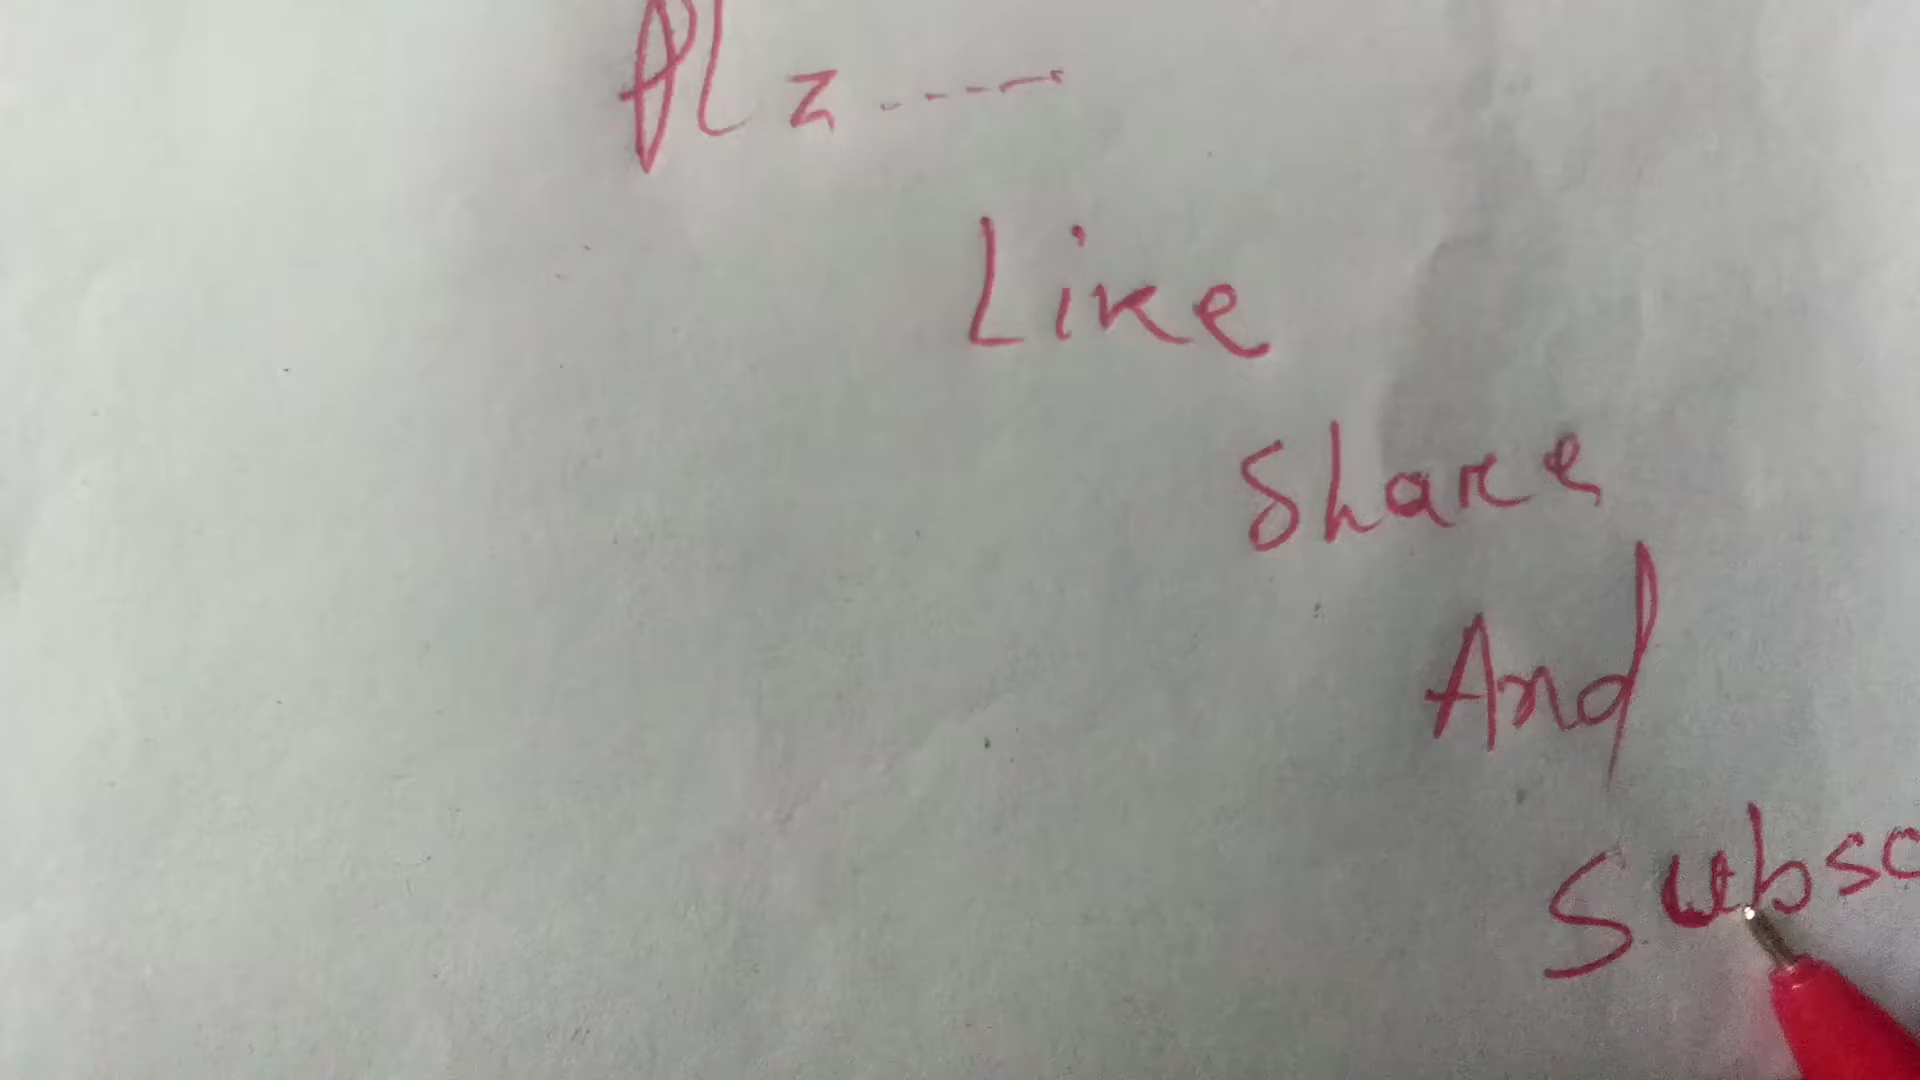 Plz-----
Like
Share
And
Subsc